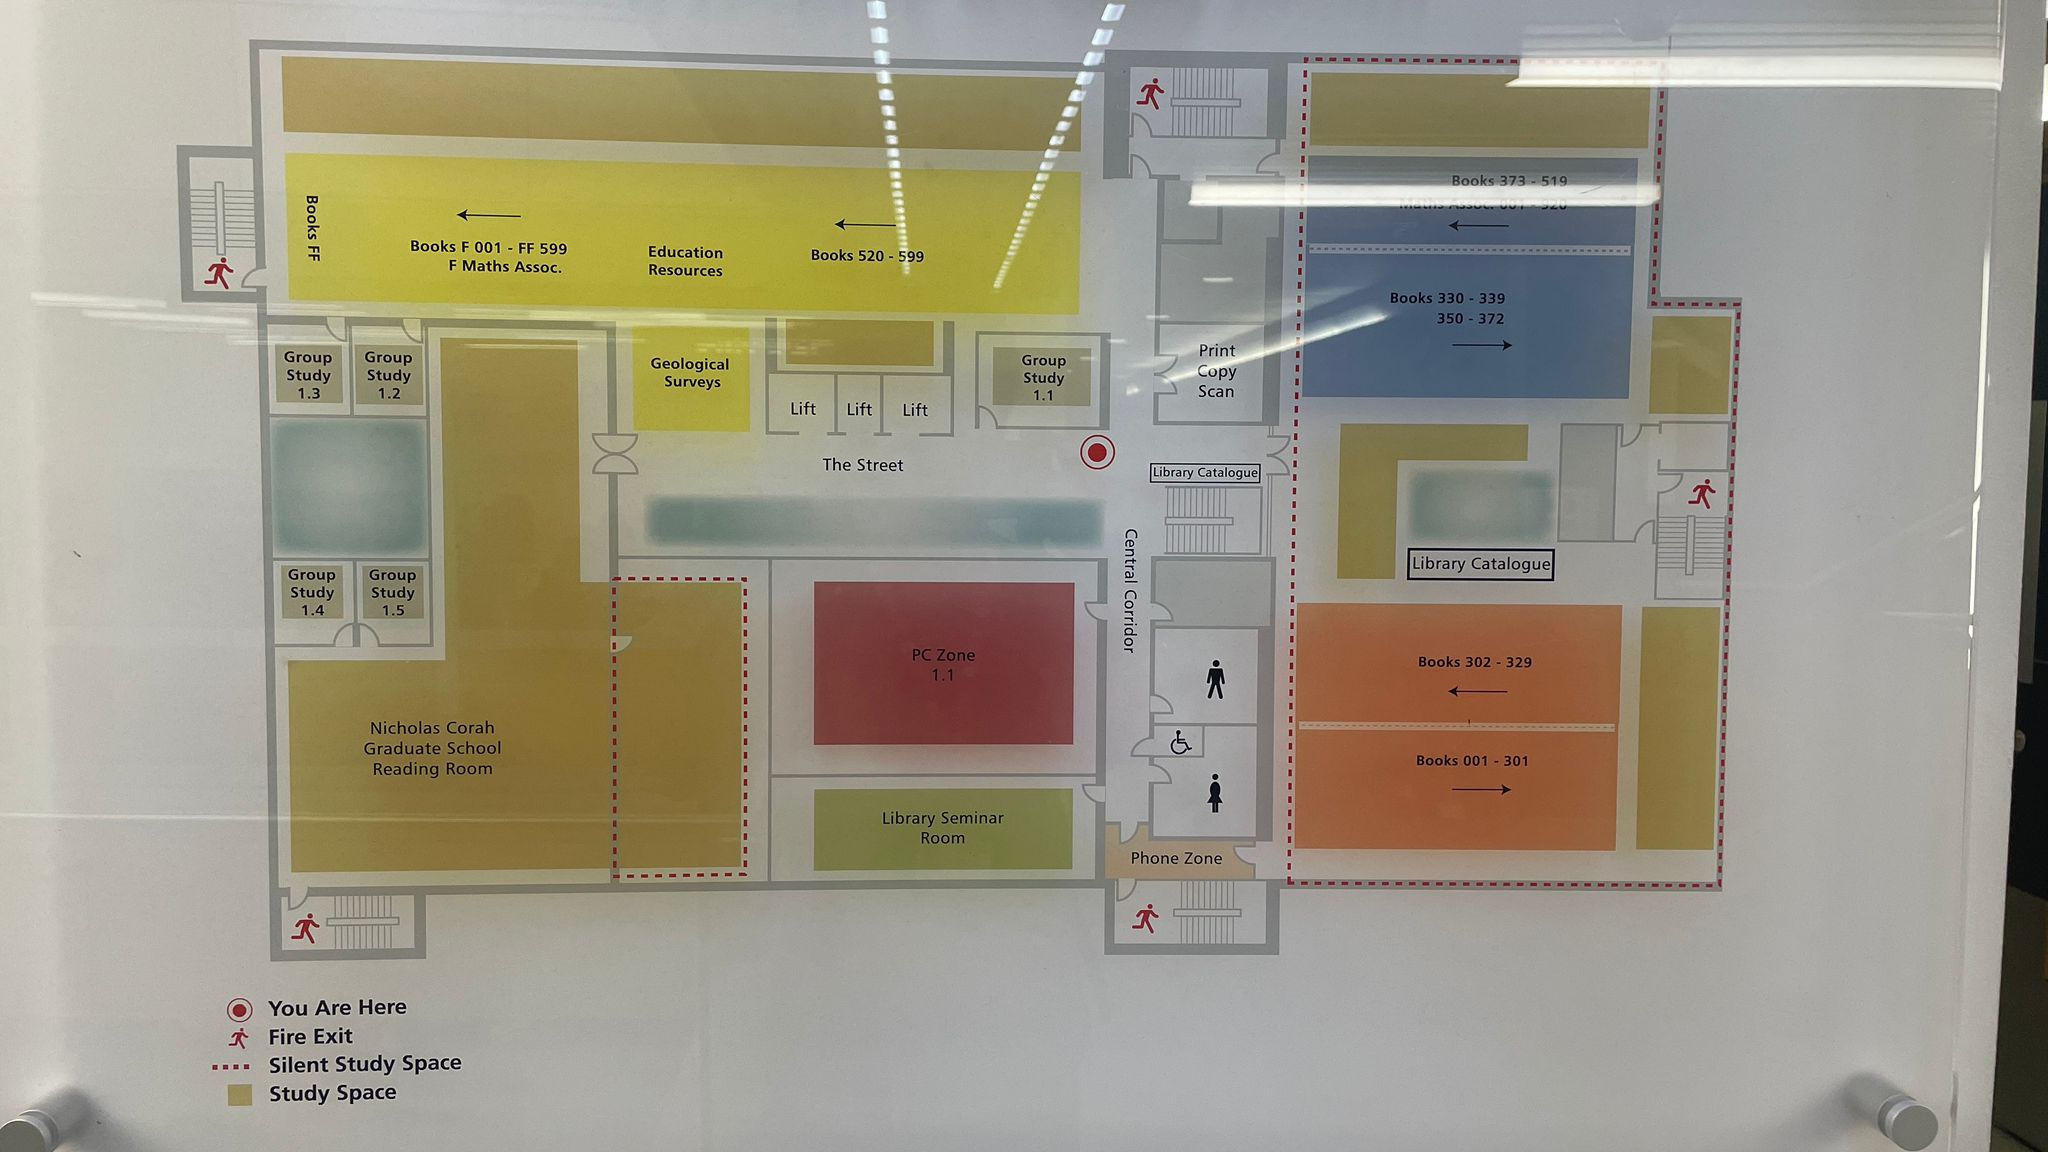 Books FF
Books F 001 - FF 599
F Maths Assoc.
Education
Resources
Books 520 - 599
Books 373 - 519
Maths Assoc. 001 - 520
Books 330 - 339
350 - 372
Group
Study
1.3
Group
Study
1.2
Geological
Surveys
Lift
Lift
Lift
Group
Study
1.1
Print
Copy
Scan
The Street
Library Catalogue
Central Corridor
Library Catalogue
Group
Study
1.4
Group
Study
1.5
PC Zone
1.1
Books 302 - 329
Books 001 - 301
Nicholas Corah
Graduate School
Reading Room
Library Seminar
Room
Phone Zone
You Are Here
Fire Exit
Silent Study Space
Study Space